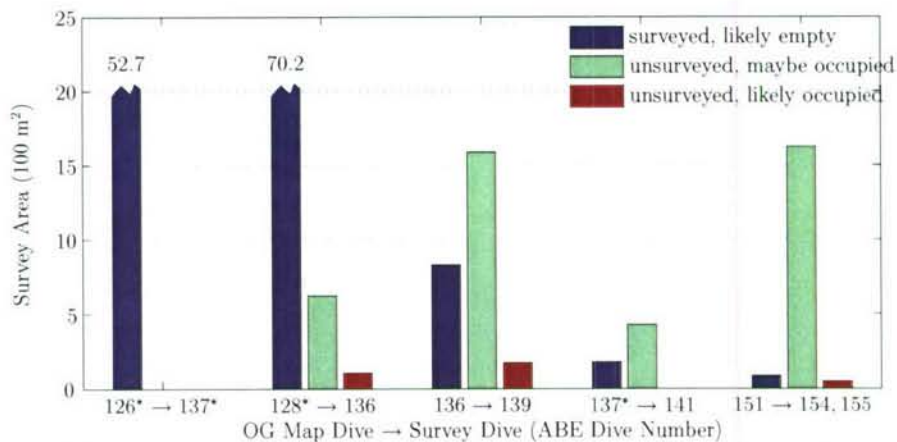 52.7
70.2
surveyed, likely empty
unsurveyed, maybe occupied
unsurveyed, likely occupied
25
20
15
10
5
0
Survey Area (100 m²)
126* → 137*
128* → 136
136 → 139
137* → 141
151 → 154, 155
OG Map Dive → Survey Dive (ABE Dive Number)